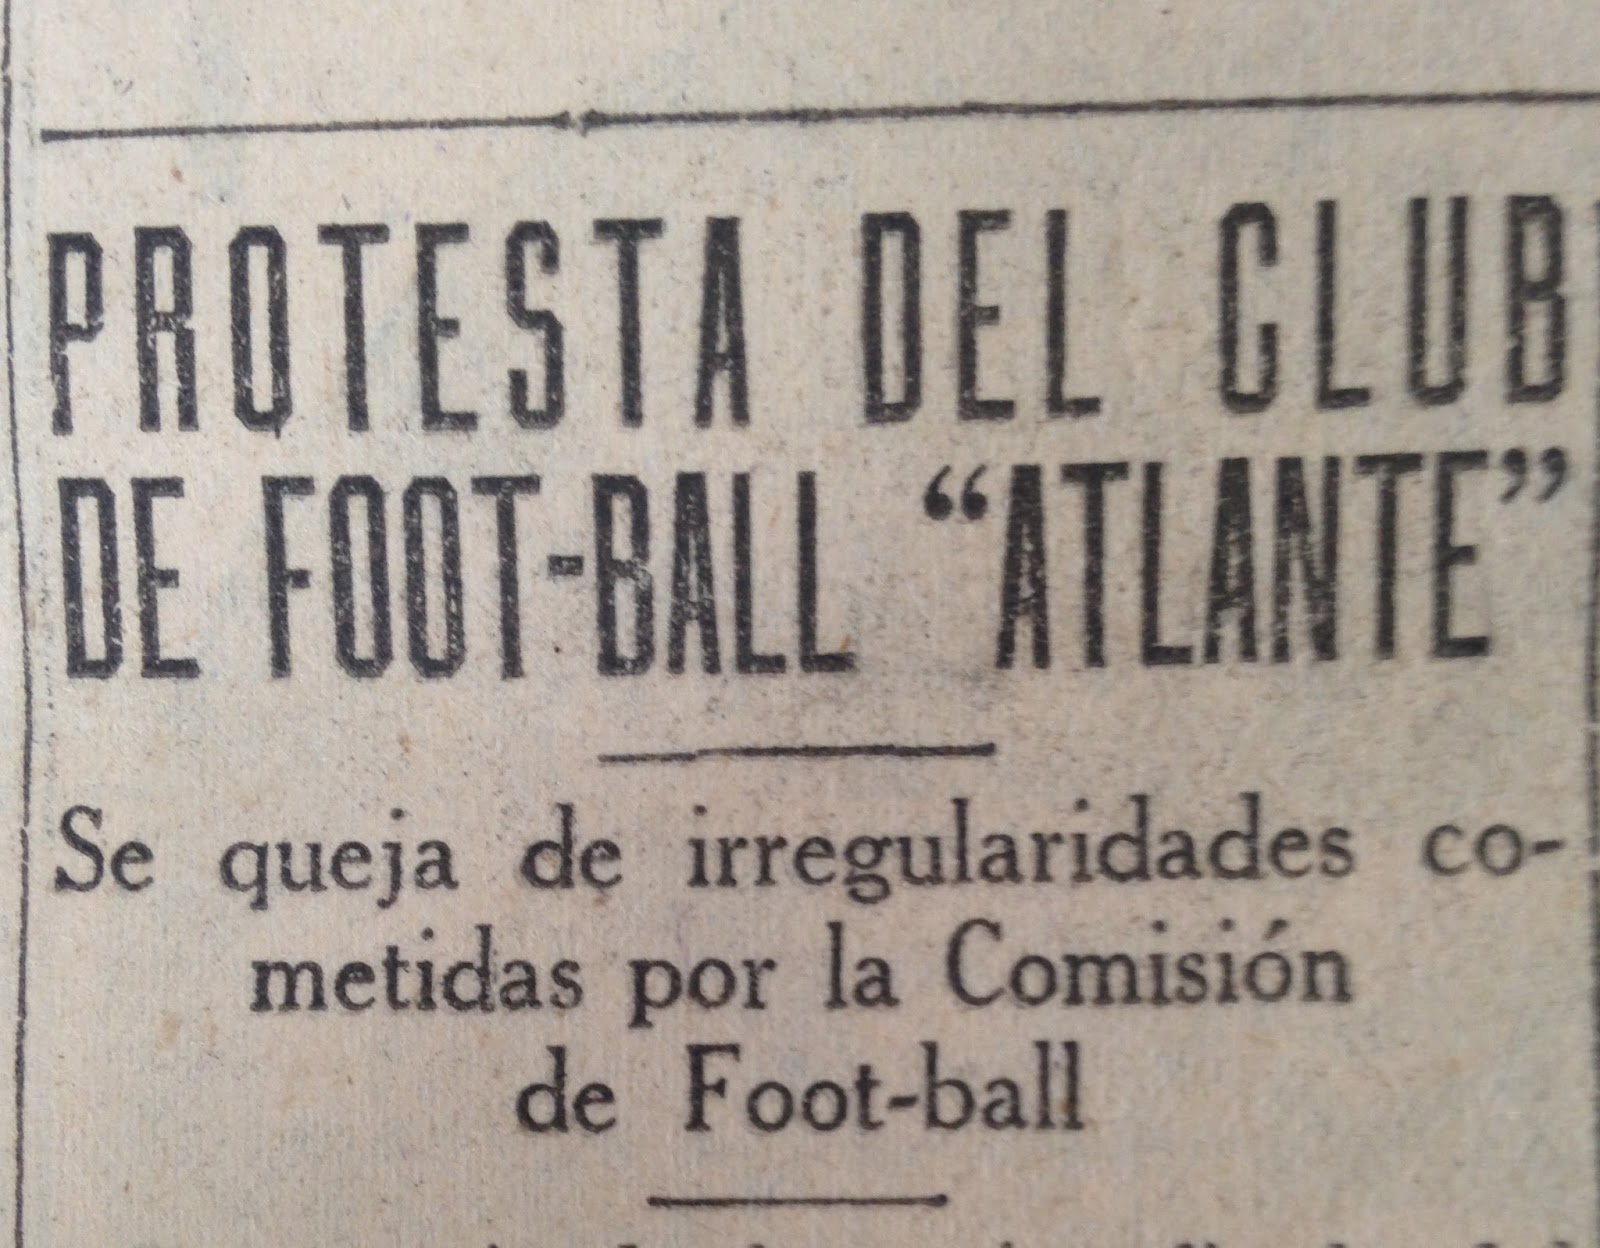 PROTESTA DEL CLUB
DE FOOT-BALL “ATLANTE”
Se queja de irregularidades co-
metidas por la Comisión
de Foot-ball